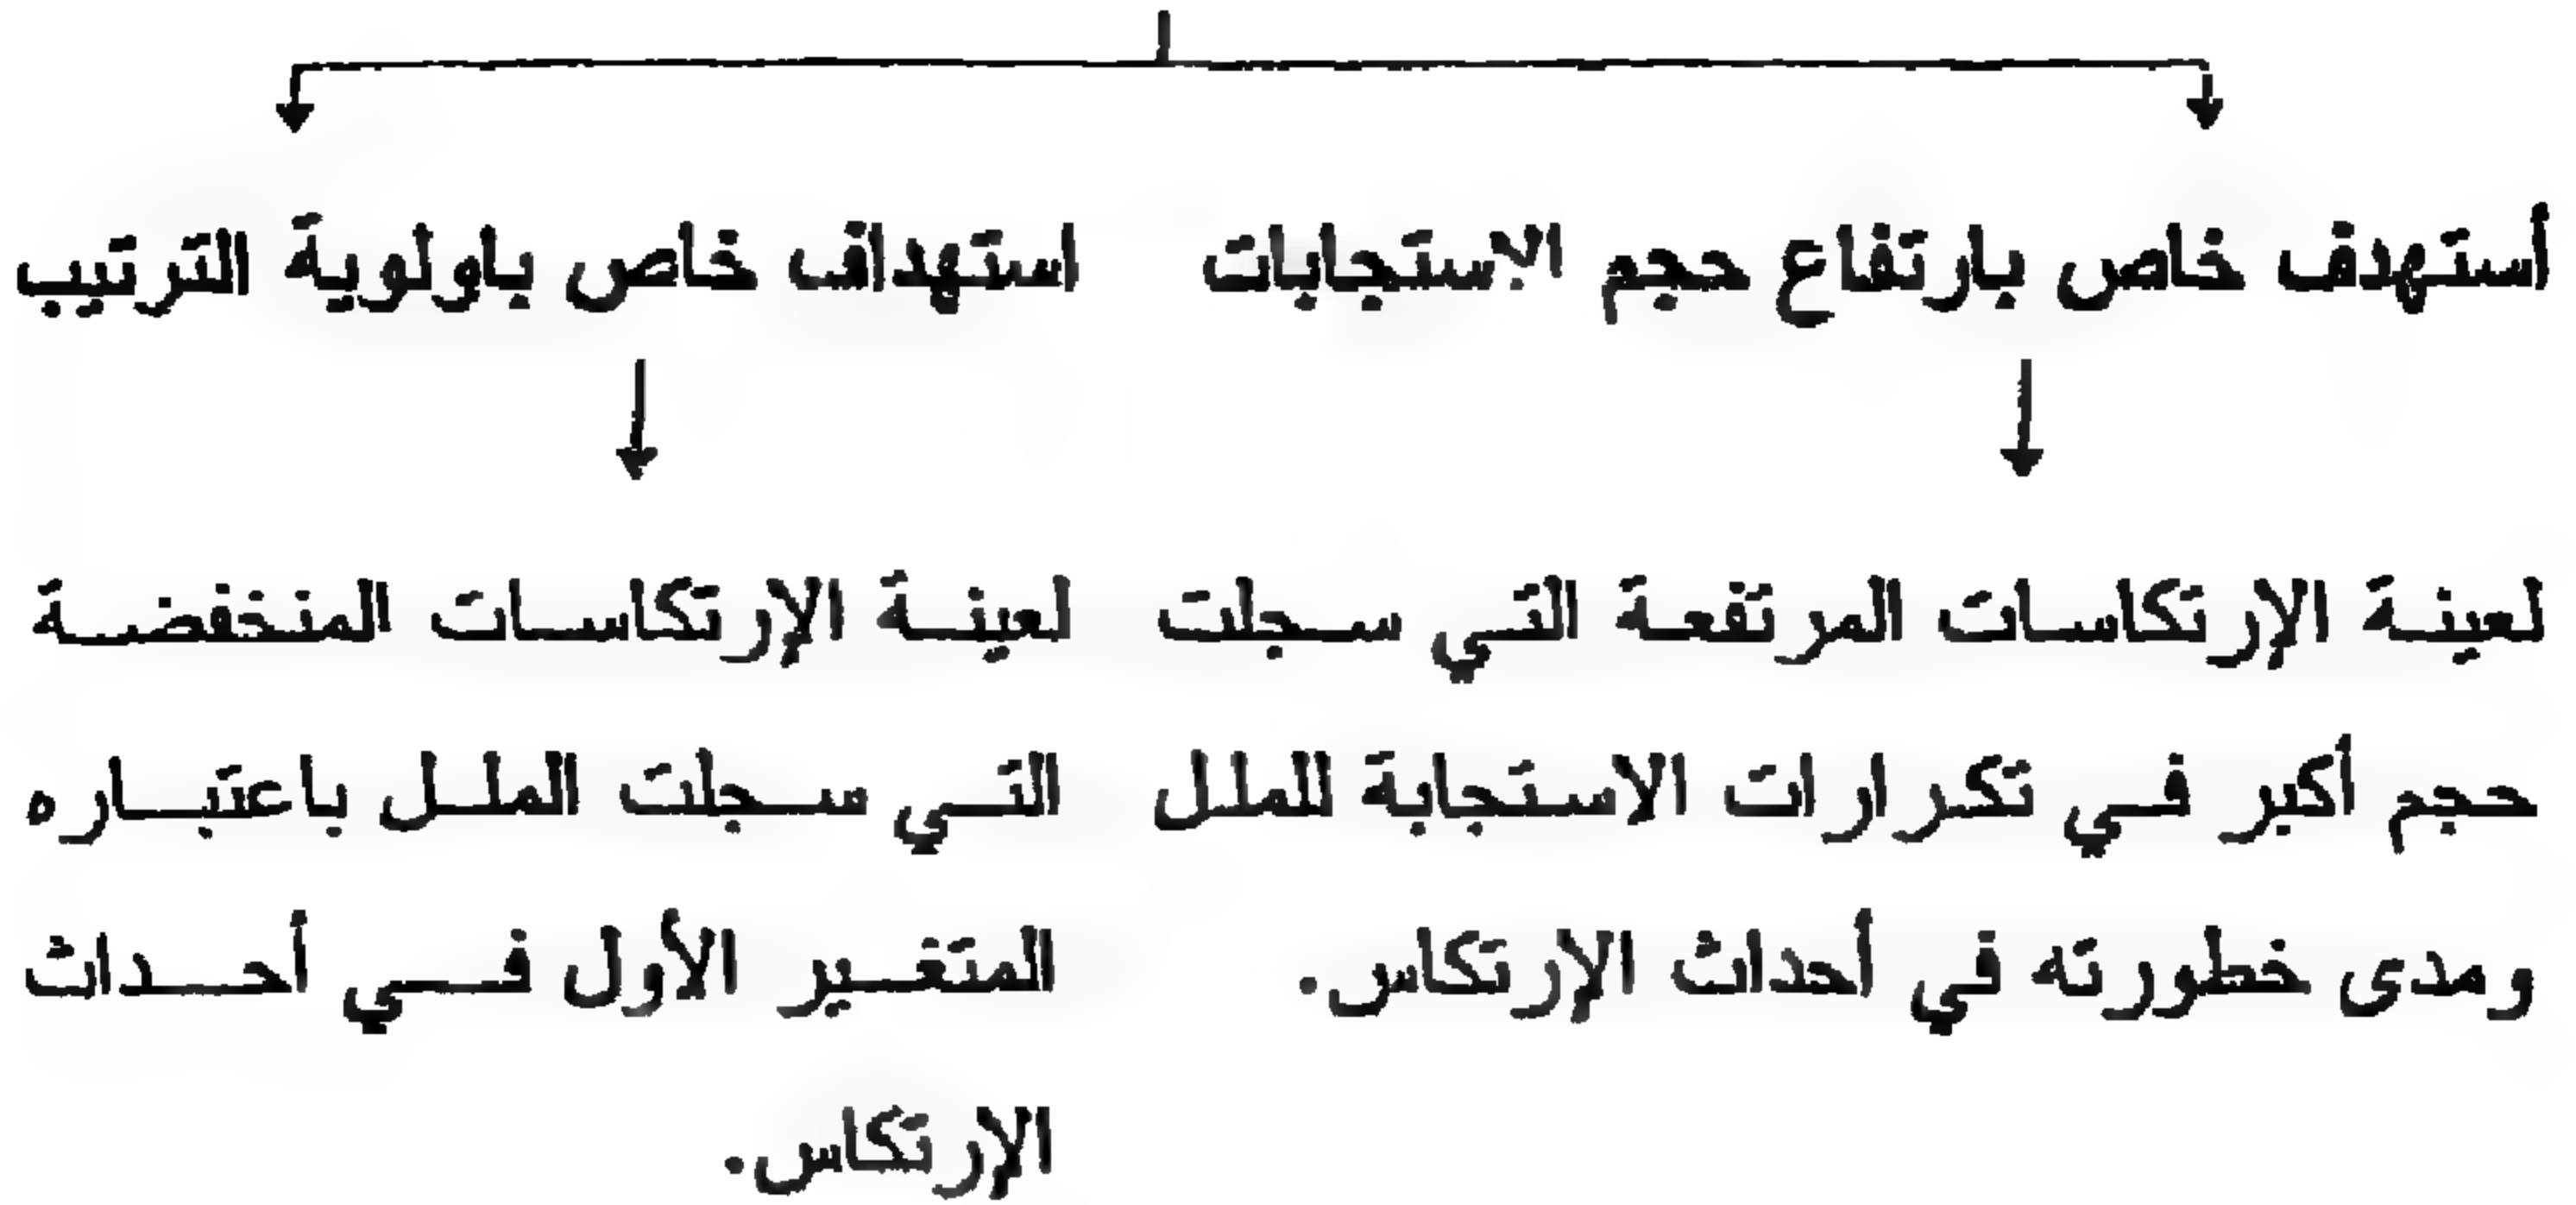 أستهدف خاص بارتفاع حجم الاستجابات
لعينة الإرتكاسات المرتفعة التي سجلت
حجم أكبر في تكرارات الاستجابة للملل
ومدى خطورته في أحداث الإرتكاس.
استهداف خاص باولوية الترتيب
لعينة الإرتكاسات المنخفضة
التي سجلت الملل باعتباره
المتغير الأول في أحداث
الإرتكاس.